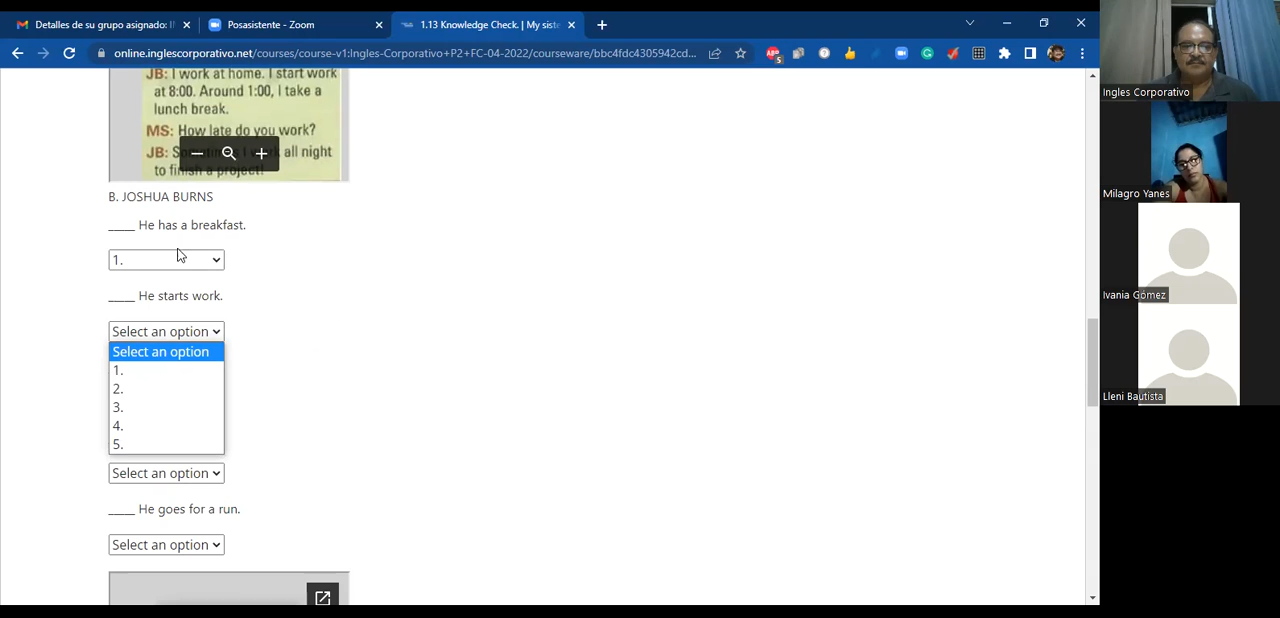 Detalles de su grupo asignado: I
Posasistente - Zoom
1.13 Knowledge Check. | My siste
online.inglescorporativo.net/courses/course-v1:Ingles-Corporativo+P2+FC-04-2022/courseware/bbc4fdc4305942cd...
JB: I work at home. I start work
at 8:00. Around 1:00, I take a
lunch break.
MS: How late do you work?
JB: Sometimes I work all night
to finish a project!
B. JOSHUA BURNS
_____ He has a breakfast.
1.
_____ He starts work.
Select an option
Select an option
1.
2.
3.
4.
5.
Select an option
_____ He goes for a run.
Select an option
Ingles Corporativo
Milagro Yanes
Ivania Gómez
Lleni Bautista